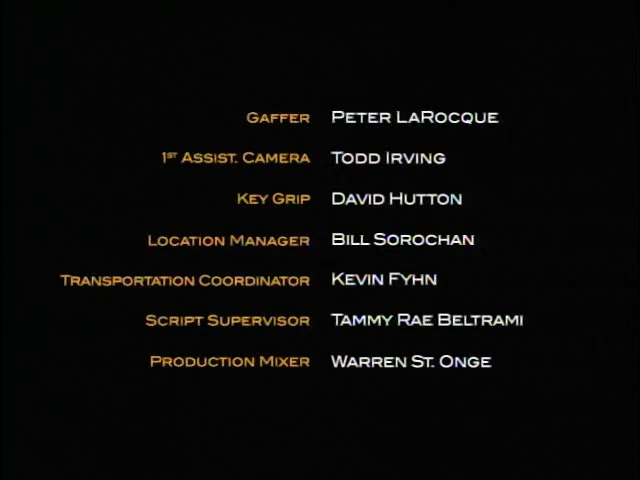 GAFFER PETER LAROCQUE
1ST ASSIST. CAMERA TODD IRVING
KEY GRIP DAVID HUTTON
LOCATION MANAGER BILL SOROCHAN
TRANSPORTATION COORDINATOR KEVIN FYHN
SCRIPT SUPERVISOR TAMMY RAE BELTRAMI
PRODUCTION MIXER WARREN ST. ONGE